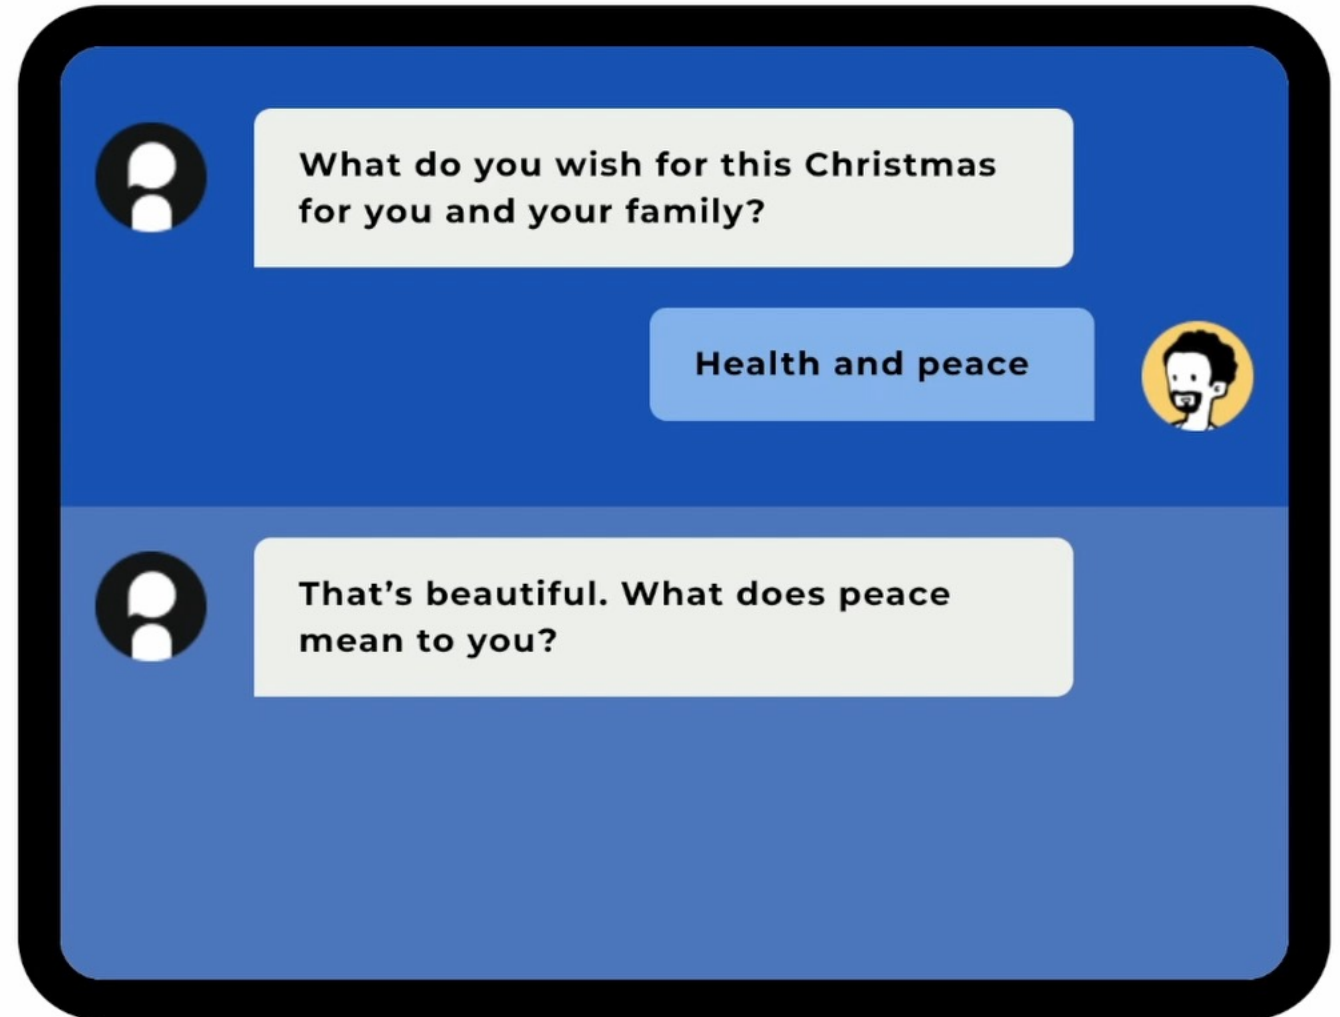 What do you wish for this Christmas
for you and your family?
Health and peace
That’s beautiful. What does peace
mean to you?